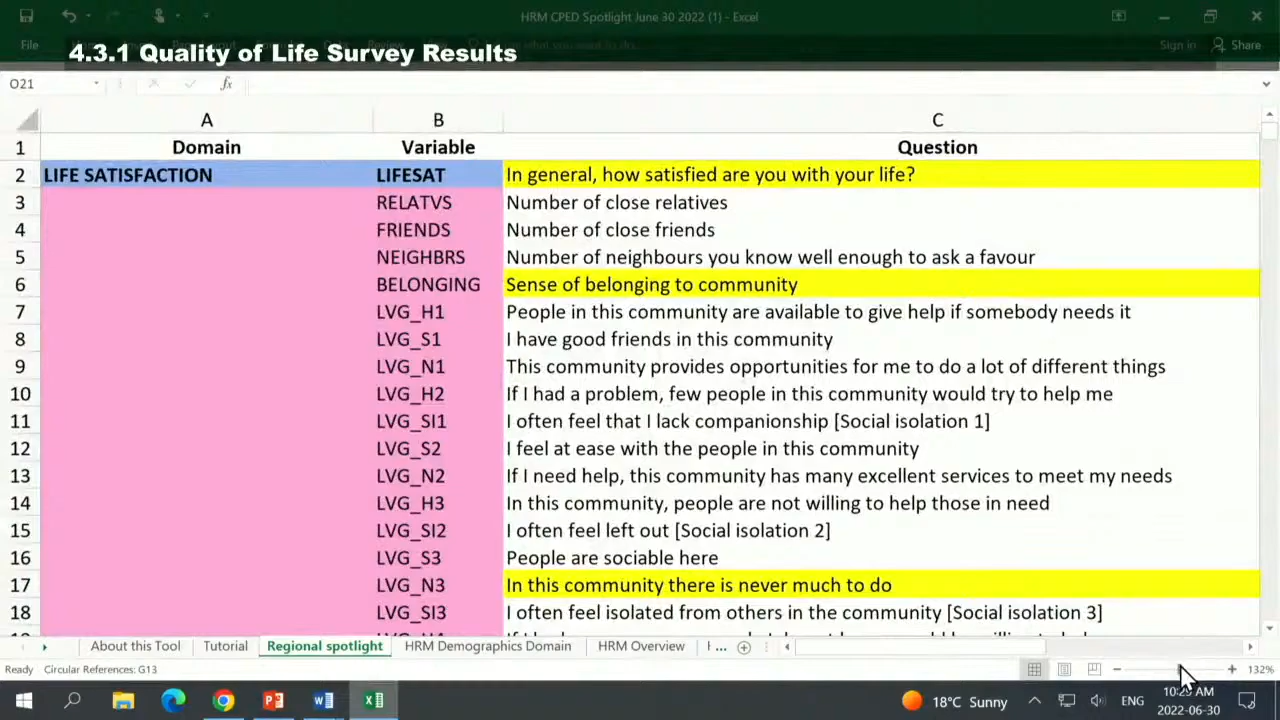 HRM CPED Spotlight June 30 2022 (1) - Excel
File
Sign in Share
4.3.1 Quality of Life Survey Results
O21 fx
A B C
1 Domain Variable Question
2 LIFE SATISFACTION LIFESAT In general, how satisfied are you with your life?
3 RELATVS Number of close relatives
4 FRIENDS Number of close friends
5 NEIGHBRS Number of neighbours you know well enough to ask a favour
6 BELONGING Sense of belonging to community
7 LVG_H1 People in this community are available to give help if somebody needs it
8 LVG_S1 I have good friends in this community
9 LVG_N1 This community provides opportunities for me to do a lot of different things
10 LVG_H2 If I had a problem, few people in this community would try to help me
11 LVG_SI1 I often feel that I lack companionship [Social isolation 1]
12 LVG_S2 I feel at ease with the people in this community
13 LVG_N2 If I need help, this community has many excellent services to meet my needs
14 LVG_H3 In this community, people are not willing to help those in need
15 LVG_SI2 I often feel left out [Social isolation 2]
16 LVG_S3 People are sociable here
17 LVG_N3 In this community there is never much to do
18 LVG_SI3 I often feel isolated from others in the community [Social isolation 3]
About this Tool Tutorial Regional spotlight HRM Demographics Domain HRM Overview ...
Ready Circular References: G13 132%
18°C Sunny ENG 10:25 AM
2022-06-30